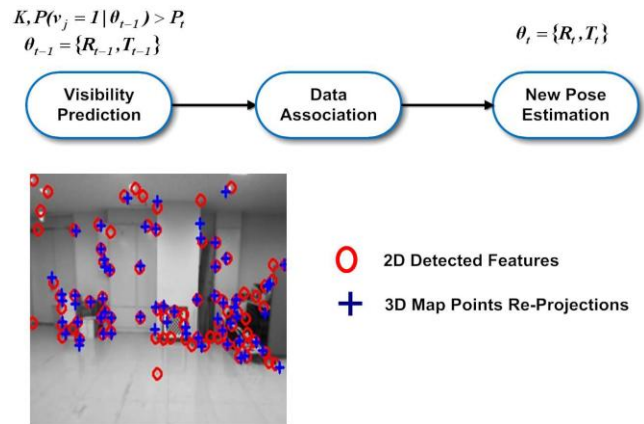 K, P(v_j = 1 | θ_{t-1}) > P_t
θ_{t-1} = {R_{t-1}, T_{t-1}}
θ_t = {R_t, T_t}
Visibility Prediction
Data Association
New Pose Estimation
2D Detected Features
3D Map Points Re-Projections